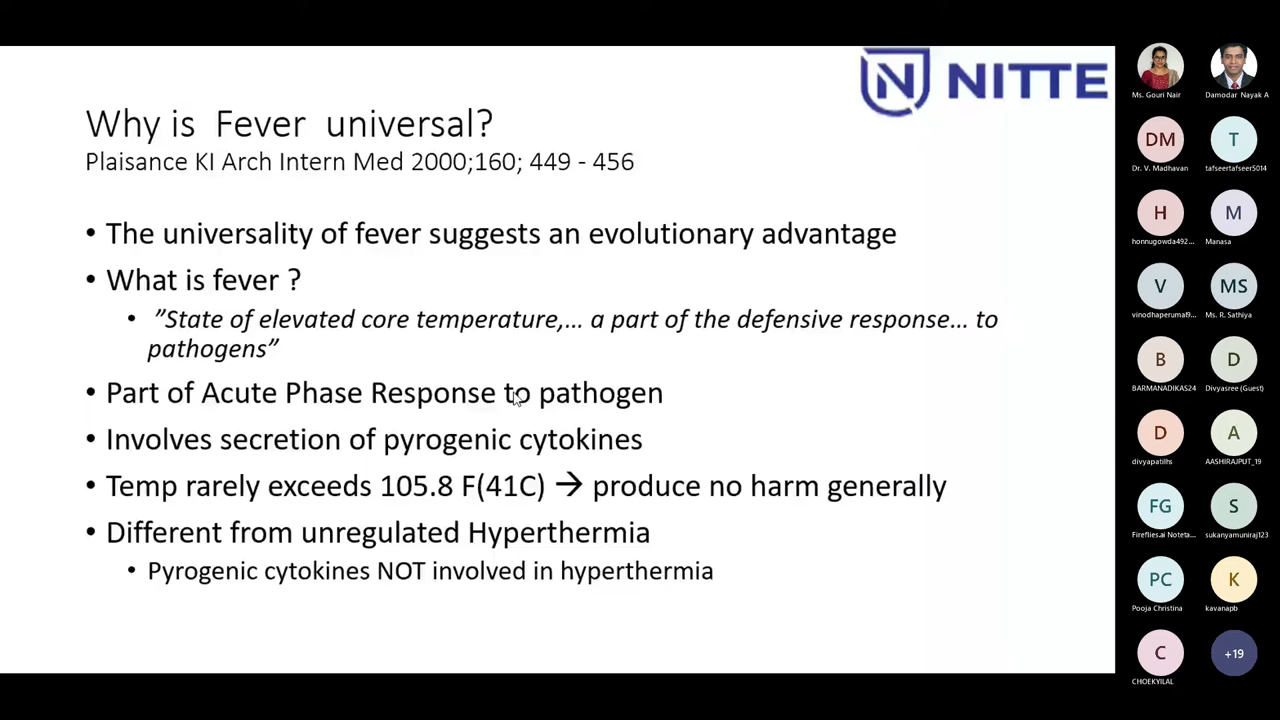 NITTE
Why is Fever universal?
Plaisance KI Arch Intern Med 2000;160; 449 - 456
• The universality of fever suggests an evolutionary advantage
• What is fever ?
• ”State of elevated core temperature,... a part of the defensive response... to
pathogens”
• Part of Acute Phase Response to pathogen
• Involves secretion of pyrogenic cytokines
• Temp rarely exceeds 105.8 F(41C) → produce no harm generally
• Different from unregulated Hyperthermia
• Pyrogenic cytokines NOT involved in hyperthermia
Ms. Gouri Nair
Damodar Nayak A
DM
Dr. V. Madhavan
T
tafseertafseer5014
H
honnugowda492...
M
Manasa
V
vinodhaperumal9...
MS
Ms. R. Sathiya
B
BARMANADIKAS24
D
Divyasree (Guest)
D
divyapatilhs
A
AASHIRAJPUT_19
FG
Fireflies.ai Noteta...
S
sukanyamuniraj123
PC
Pooja Christina
K
kavanapb
C
CHOEKYILAL
+19